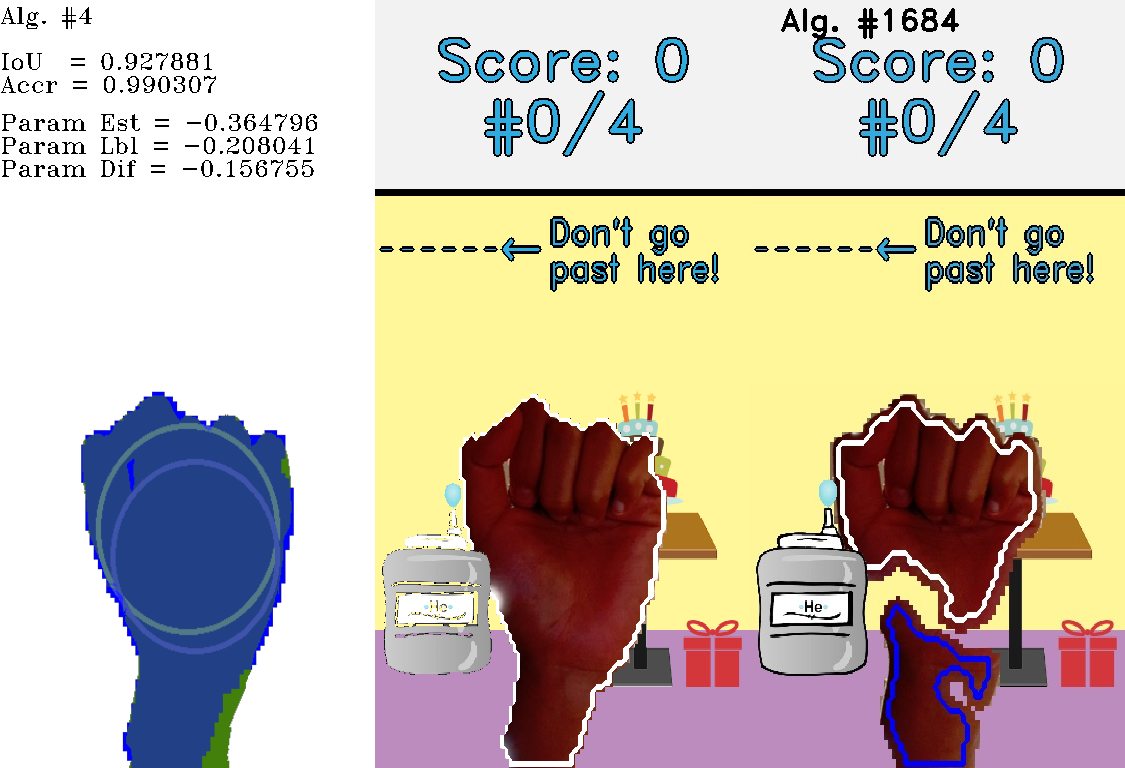 Alg. #4
IoU = 0.927881
Accr = 0.990307
Param Est = -0.364796
Param Lbl = -0.208041
Param Dif = -0.156755
Score: 0
#0/4
Don't go
past here!
He
Alg. #1684
Score: 0
#0/4
Don't go
past here!
He